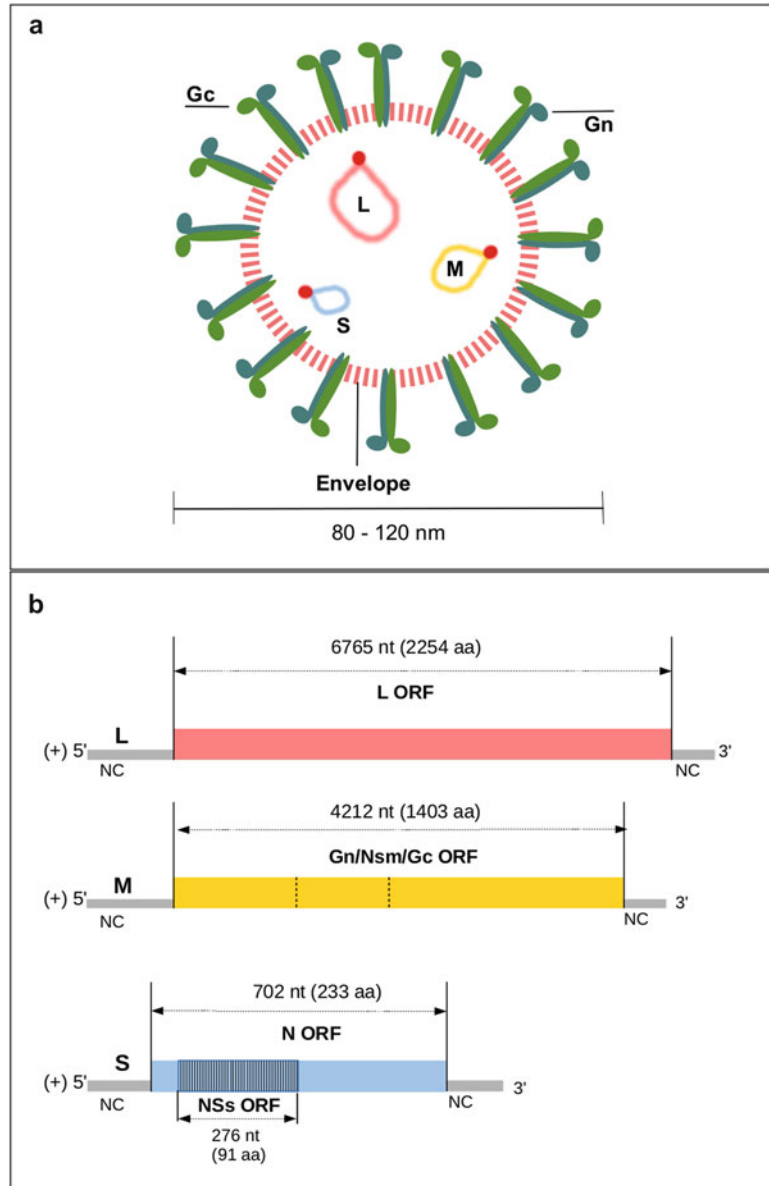 a
Gc
Gn
L
M
S
Envelope
80 - 120 nm
b
6765 nt (2254 aa)
L ORF
L
(+) 5'
3'
NC
NC
4212 nt (1403 aa)
Gn/Nsm/Gc ORF
M
(+) 5'
3'
NC
NC
702 nt (233 aa)
N ORF
S
(+) 5'
3'
NC
NSs ORF
NC
276 nt
(91 aa)